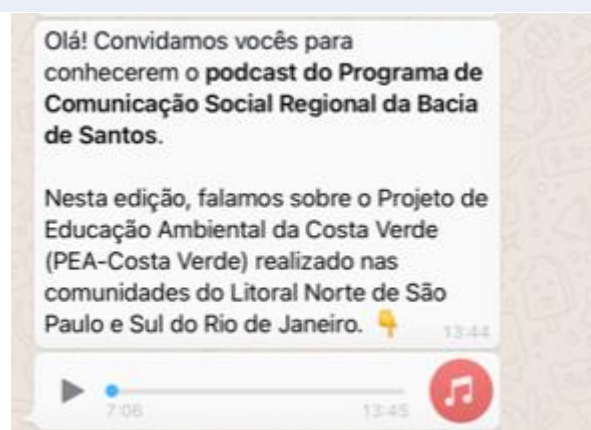 Olá! Convidamos vocês para
conhecerem o podcast do Programa de
Comunicação Social Regional da Bacia
de Santos.
Nesta edição, falamos sobre o Projeto de
Educação Ambiental da Costa Verde
(PEA-Costa Verde) realizado nas
comunidades do Litoral Norte de São
Paulo e Sul do Rio de Janeiro. 👇 13:44
7:06 13:45